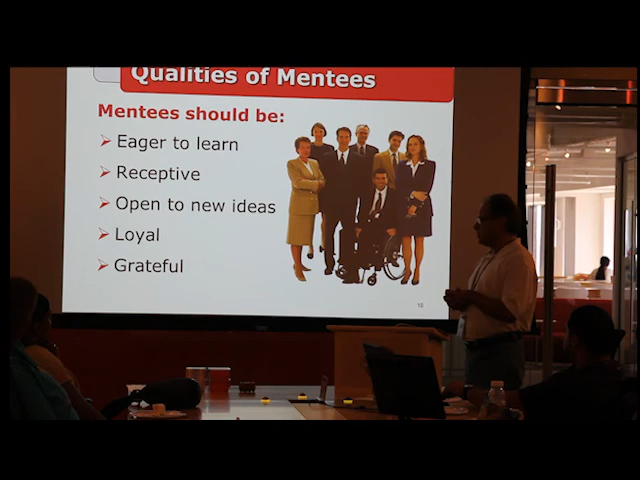 Qualities of Mentees
Mentees should be:
Eager to learn
Receptive
Open to new ideas
Loyal
Grateful